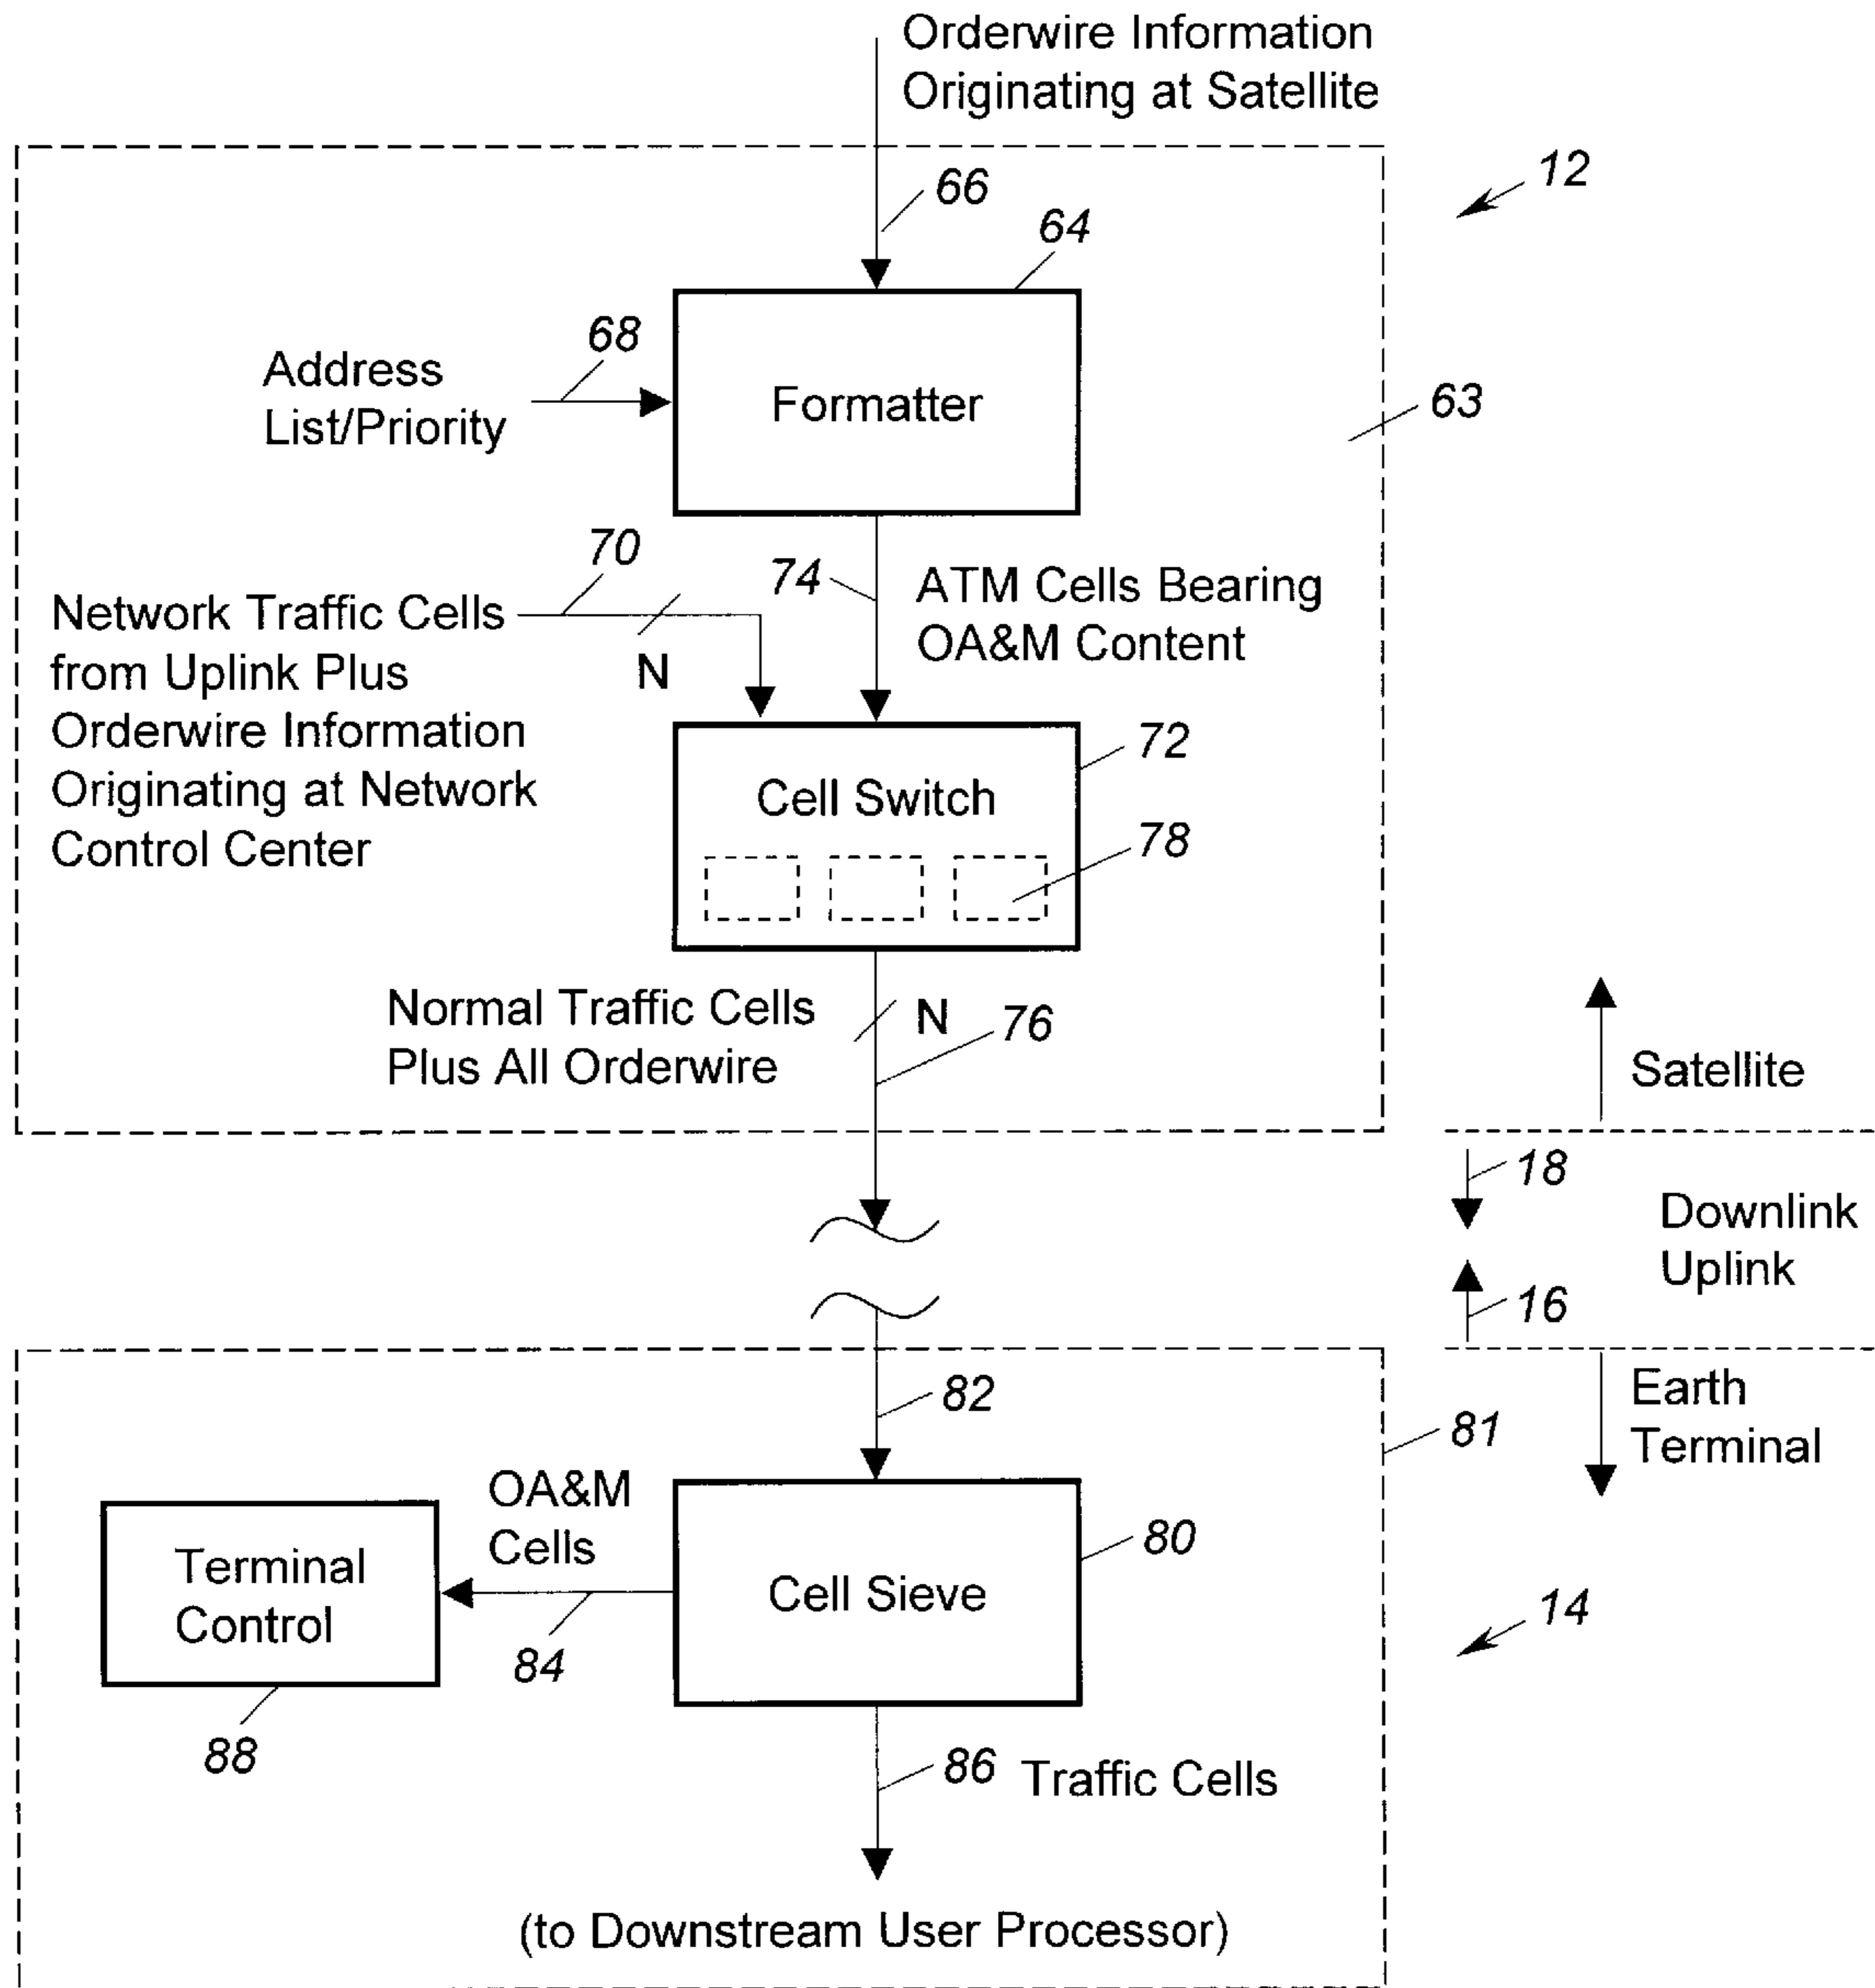 Orderwire Information
Originating at Satellite
12
66
64
68
Address
List/Priority
Formatter
63
70
74
ATM Cells Bearing
OA&M Content
Network Traffic Cells
from Uplink Plus
Orderwire Information
Originating at Network
Control Center
N
72
Cell Switch
78
Normal Traffic Cells
Plus All Orderwire
N
76
Satellite
18
Downlink
Uplink
16
82
Earth
Terminal
81
OA&M
Cells
80
Terminal
Control
Cell Sieve
84
14
88
86
Traffic Cells
(to Downstream User Processor)